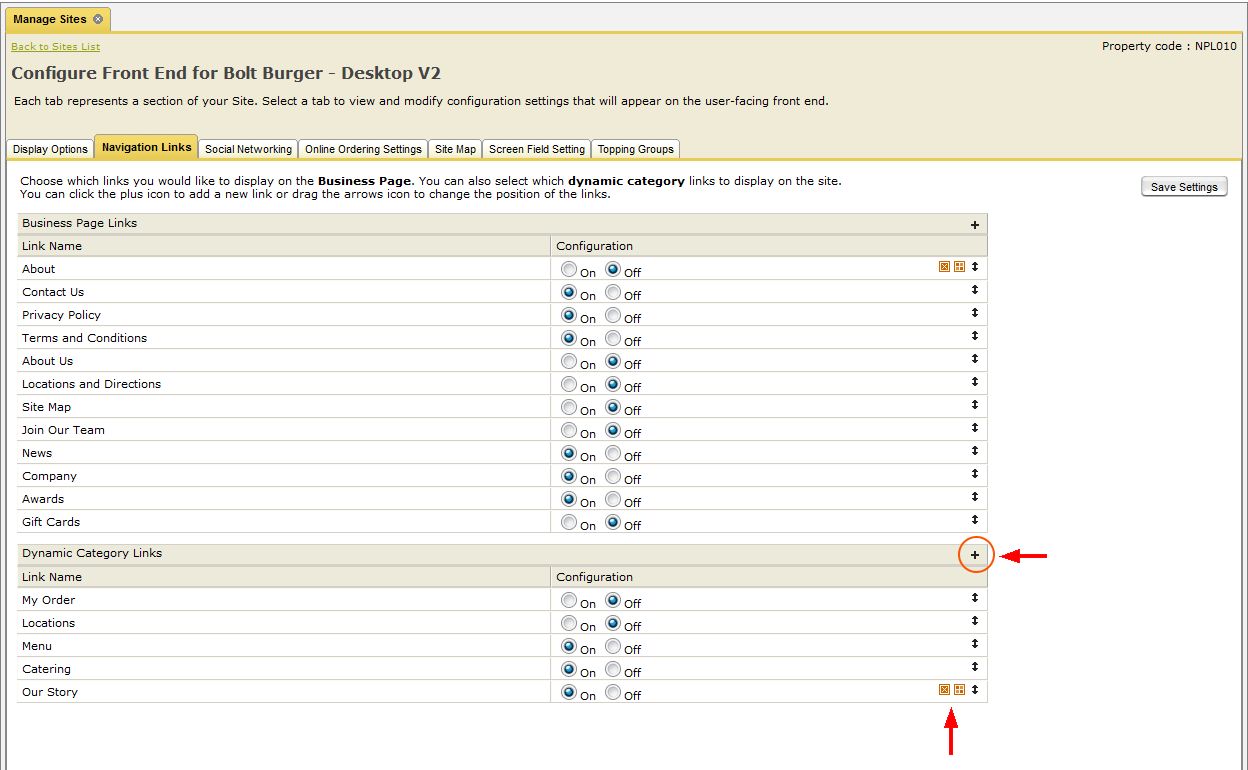 Manage Sites
Back to Sites List
Property code : NPL010
Configure Front End for Bolt Burger - Desktop V2
Each tab represents a section of your Site. Select a tab to view and modify configuration settings that will appear on the user-facing front end.
Display Options Navigation Links Social Networking Online Ordering Settings Site Map Screen Field Setting Topping Groups
Choose which links you would like to display on the Business Page. You can also select which dynamic category links to display on the site.
You can click the plus icon to add a new link or drag the arrows icon to change the position of the links.
Save Settings
Business Page Links +
Link Name Configuration
About On Off
Contact Us On Off
Privacy Policy On Off
Terms and Conditions On Off
About Us On Off
Locations and Directions On Off
Site Map On Off
Join Our Team On Off
News On Off
Company On Off
Awards On Off
Gift Cards On Off
Dynamic Category Links +
Link Name Configuration
My Order On Off
Locations On Off
Menu On Off
Catering On Off
Our Story On Off